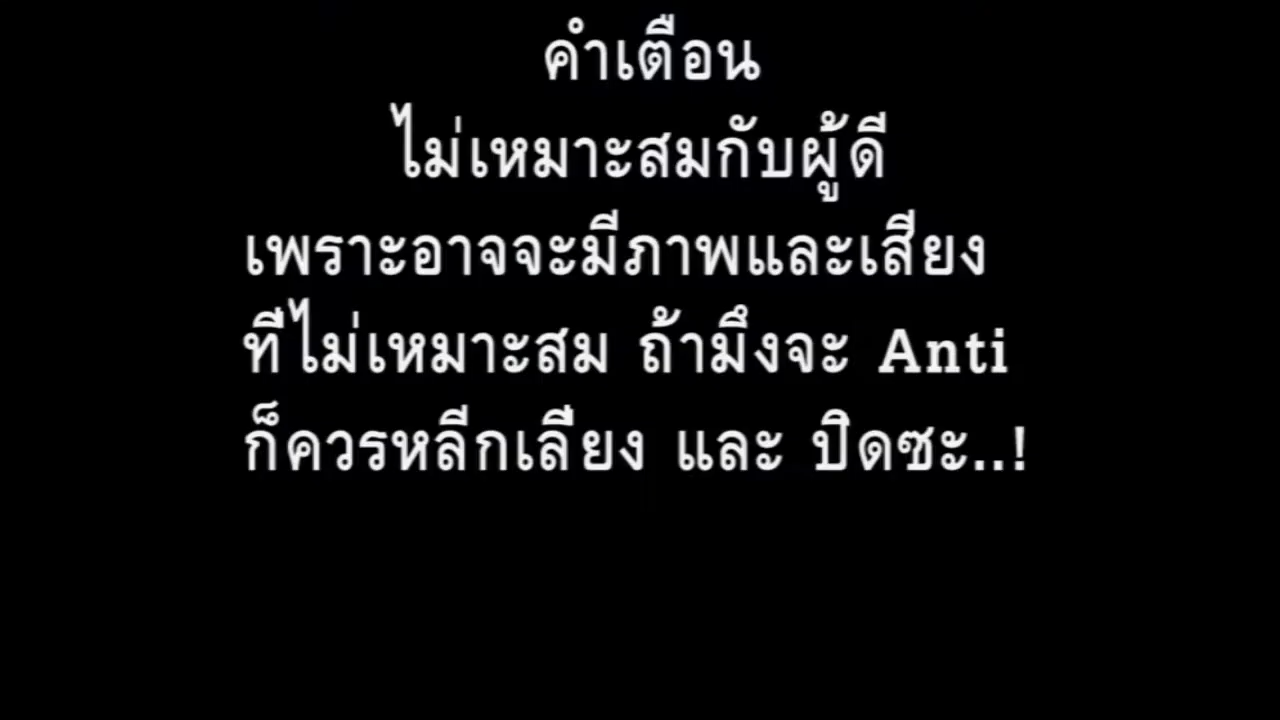 คำเตือน
ไม่เหมาะสมกับผู้ดี
เพราะอาจจะมีภาพและเสียง
ที่ไม่เหมาะสม ถ้ามึงจะ Anti
ก็ควรหลีกเลี่ยง และ ปิดซะ..!